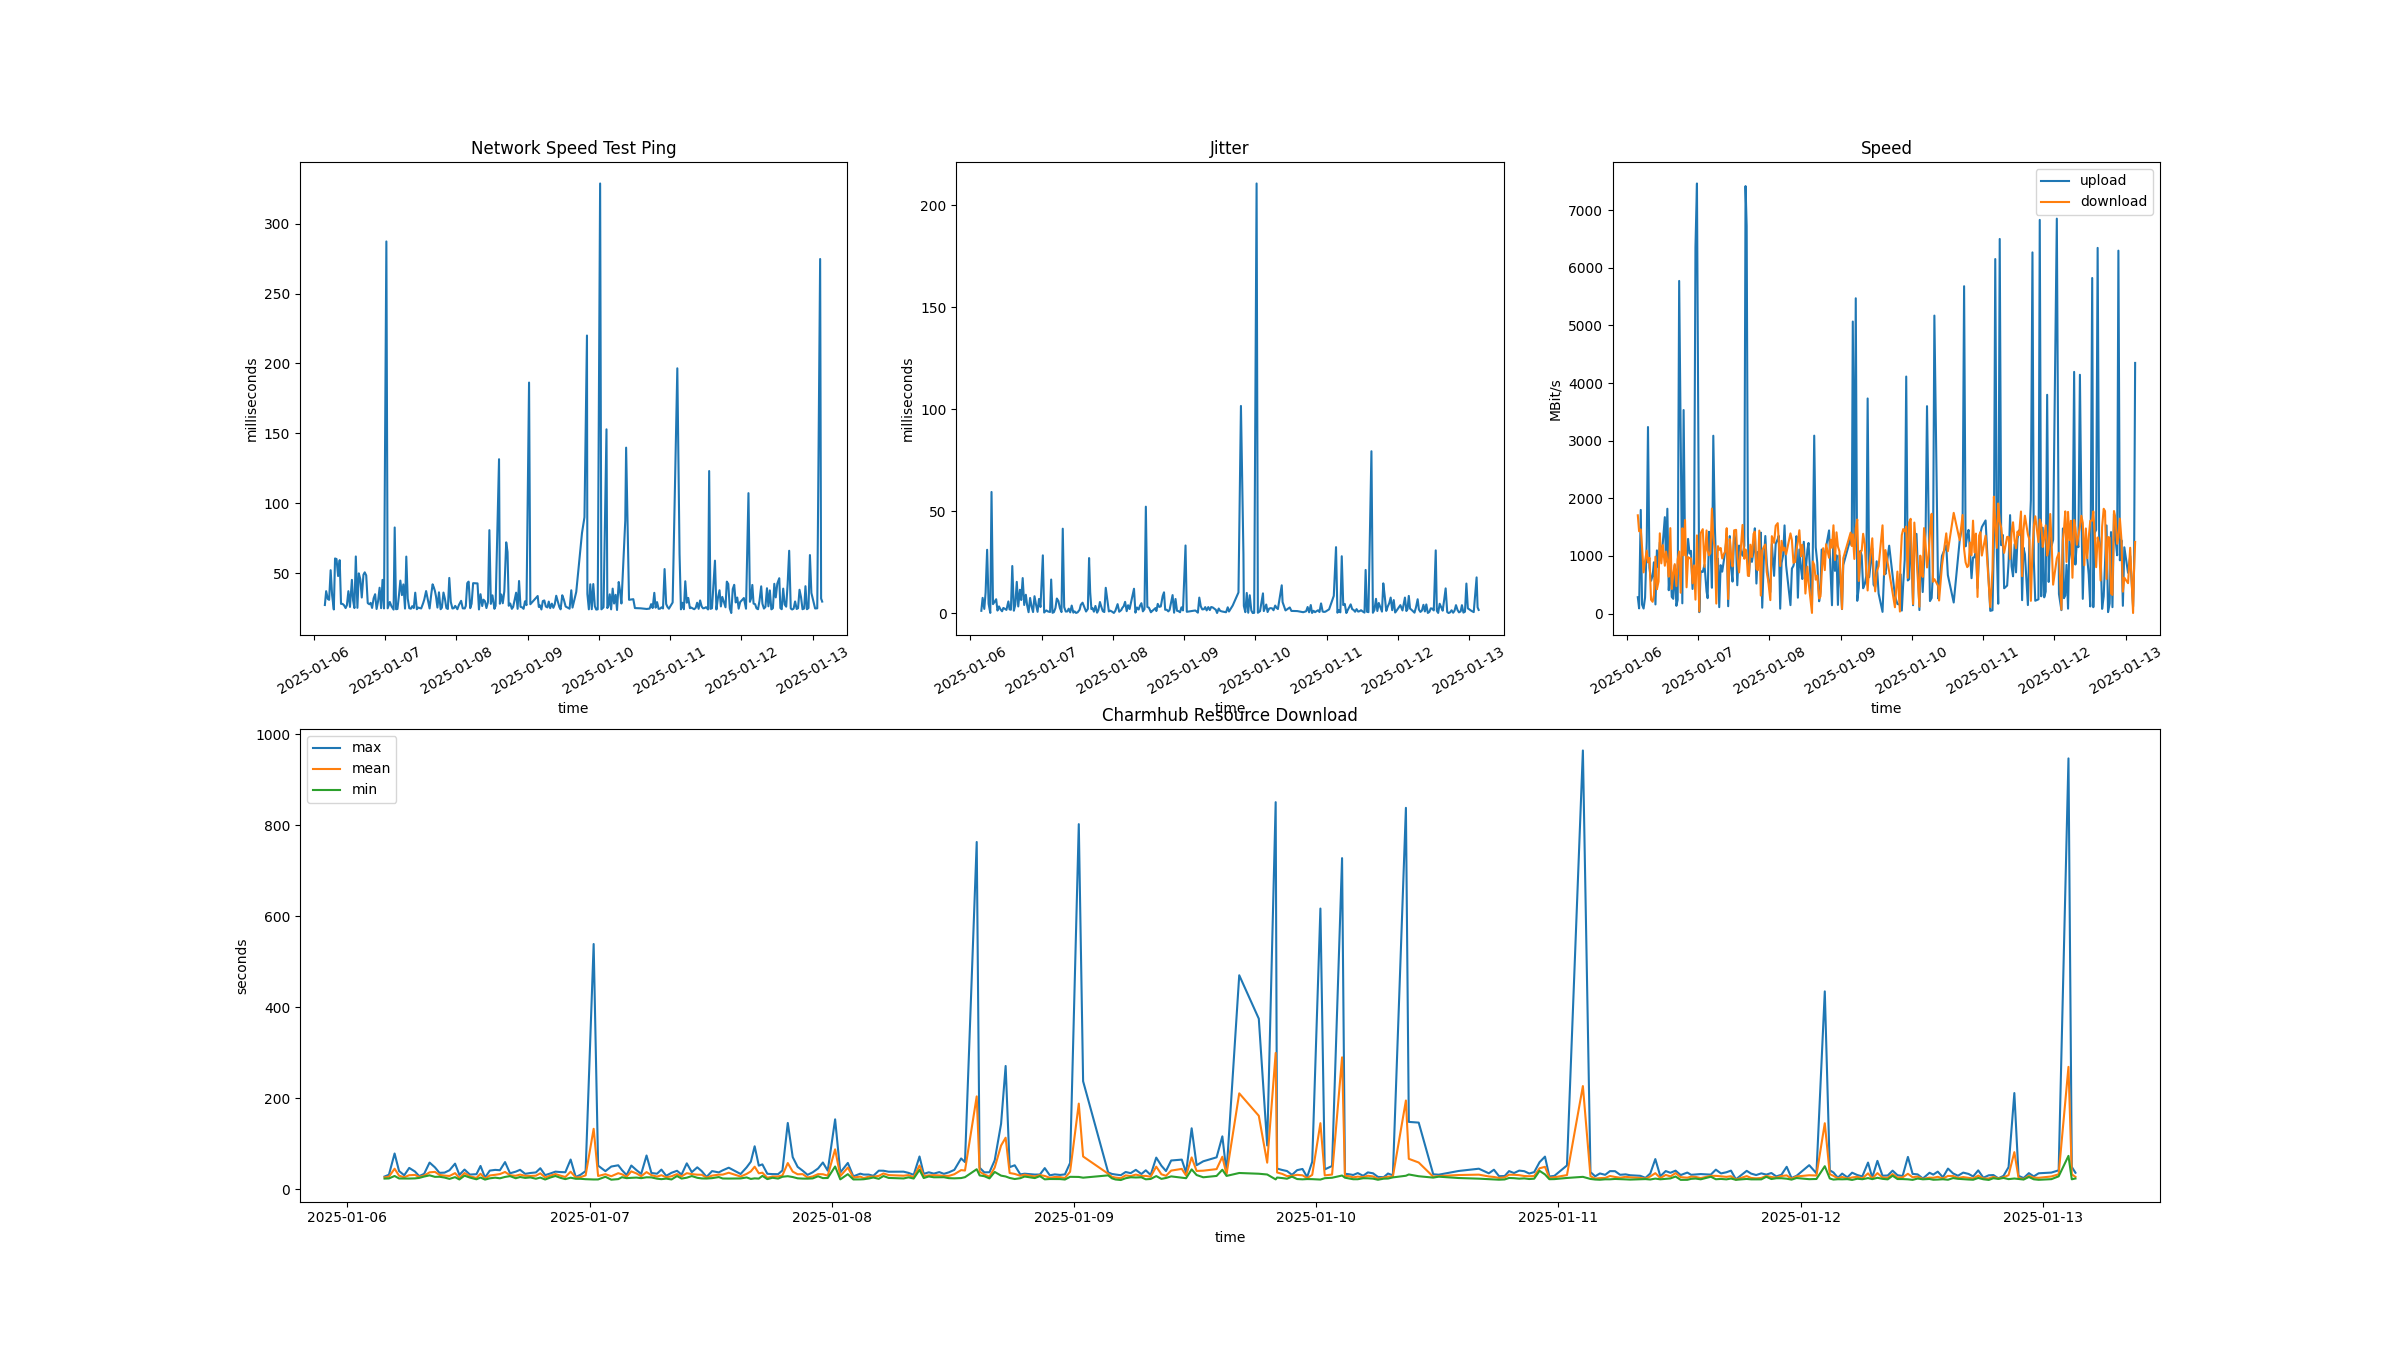 Network Speed Test Ping
milliseconds
300
250
200
150
100
50
2025-01-06 2025-01-07 2025-01-08 2025-01-09 2025-01-10 2025-01-11 2025-01-12 2025-01-13
time
Jitter
milliseconds
200
150
100
50
0
2025-01-06 2025-01-07 2025-01-08 2025-01-09 2025-01-10 2025-01-11 2025-01-12 2025-01-13
time
Speed
upload
download
MBit/s
7000
6000
5000
4000
3000
2000
1000
0
2025-01-06 2025-01-07 2025-01-08 2025-01-09 2025-01-10 2025-01-11 2025-01-12 2025-01-13
time
Charmhub Resource Download
max
mean
min
seconds
1000
800
600
400
200
0
2025-01-06 2025-01-07 2025-01-08 2025-01-09 2025-01-10 2025-01-11 2025-01-12 2025-01-13
time